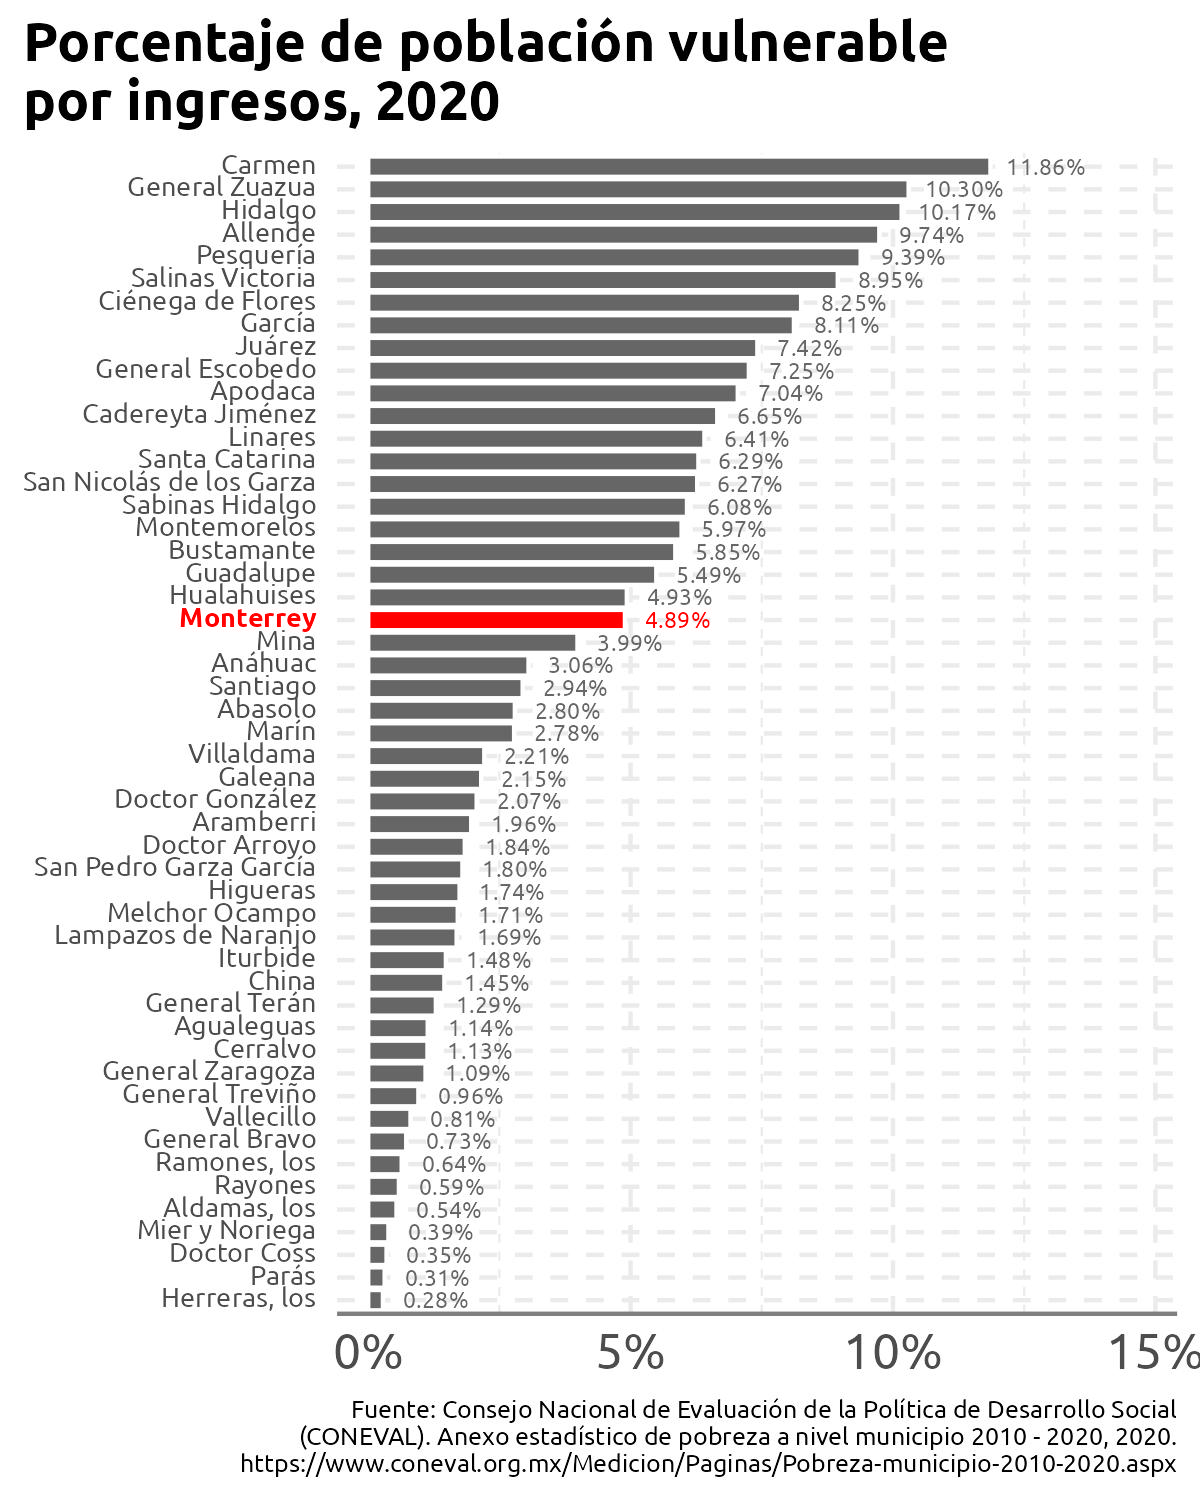 Porcentaje de población vulnerable
por ingresos, 2020
Carmen 11.86%
General Zuazua 10.30%
Hidalgo 10.17%
Allende 9.74%
Pesquería 9.39%
Salinas Victoria 8.95%
Ciénega de Flores 8.25%
García 8.11%
Juárez 7.42%
General Escobedo 7.25%
Apodaca 7.04%
Cadereyta Jiménez 6.65%
Linares 6.41%
Santa Catarina 6.29%
San Nicolás de los Garza 6.27%
Sabinas Hidalgo 6.08%
Montemorelos 5.97%
Bustamante 5.85%
Guadalupe 5.49%
Hualahuises 4.93%
Monterrey 4.89%
Mina 3.99%
Anáhuac 3.06%
Santiago 2.94%
Abasolo 2.80%
Marín 2.78%
Villaldama 2.21%
Galeana 2.15%
Doctor González 2.07%
Aramberri 1.96%
Doctor Arroyo 1.84%
San Pedro Garza García 1.80%
Higueras 1.74%
Melchor Ocampo 1.71%
Lampazos de Naranjo 1.69%
Iturbide 1.48%
China 1.45%
General Terán 1.29%
Agualeguas 1.14%
Cerralvo 1.13%
General Zaragoza 1.09%
General Treviño 0.96%
Vallecillo 0.81%
General Bravo 0.73%
Ramones, los 0.64%
Rayones 0.59%
Aldamas, los 0.54%
Mier y Noriega 0.39%
Doctor Coss 0.35%
Parás 0.31%
Herreras, los 0.28%
0% 5% 10% 15%
Fuente: Consejo Nacional de Evaluación de la Política de Desarrollo Social
(CONEVAL). Anexo estadístico de pobreza a nivel municipio 2010 - 2020, 2020.
https://www.coneval.org.mx/Medicion/Paginas/Pobreza-municipio-2010-2020.aspx